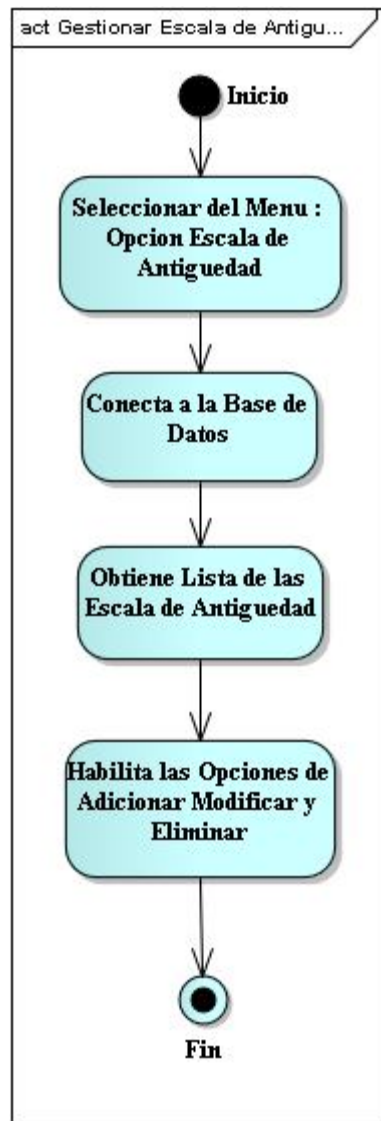 act Gestionar Escala de Antigu...
Inicio
Seleccionar del Menu :
Opcion Escala de
Antiguedad
Conecta a la Base de
Datos
Obtiene Lista de las
Escala de Antiguedad
Habilita las Opciones de
Adicionar Modificar y
Eliminar
Fin